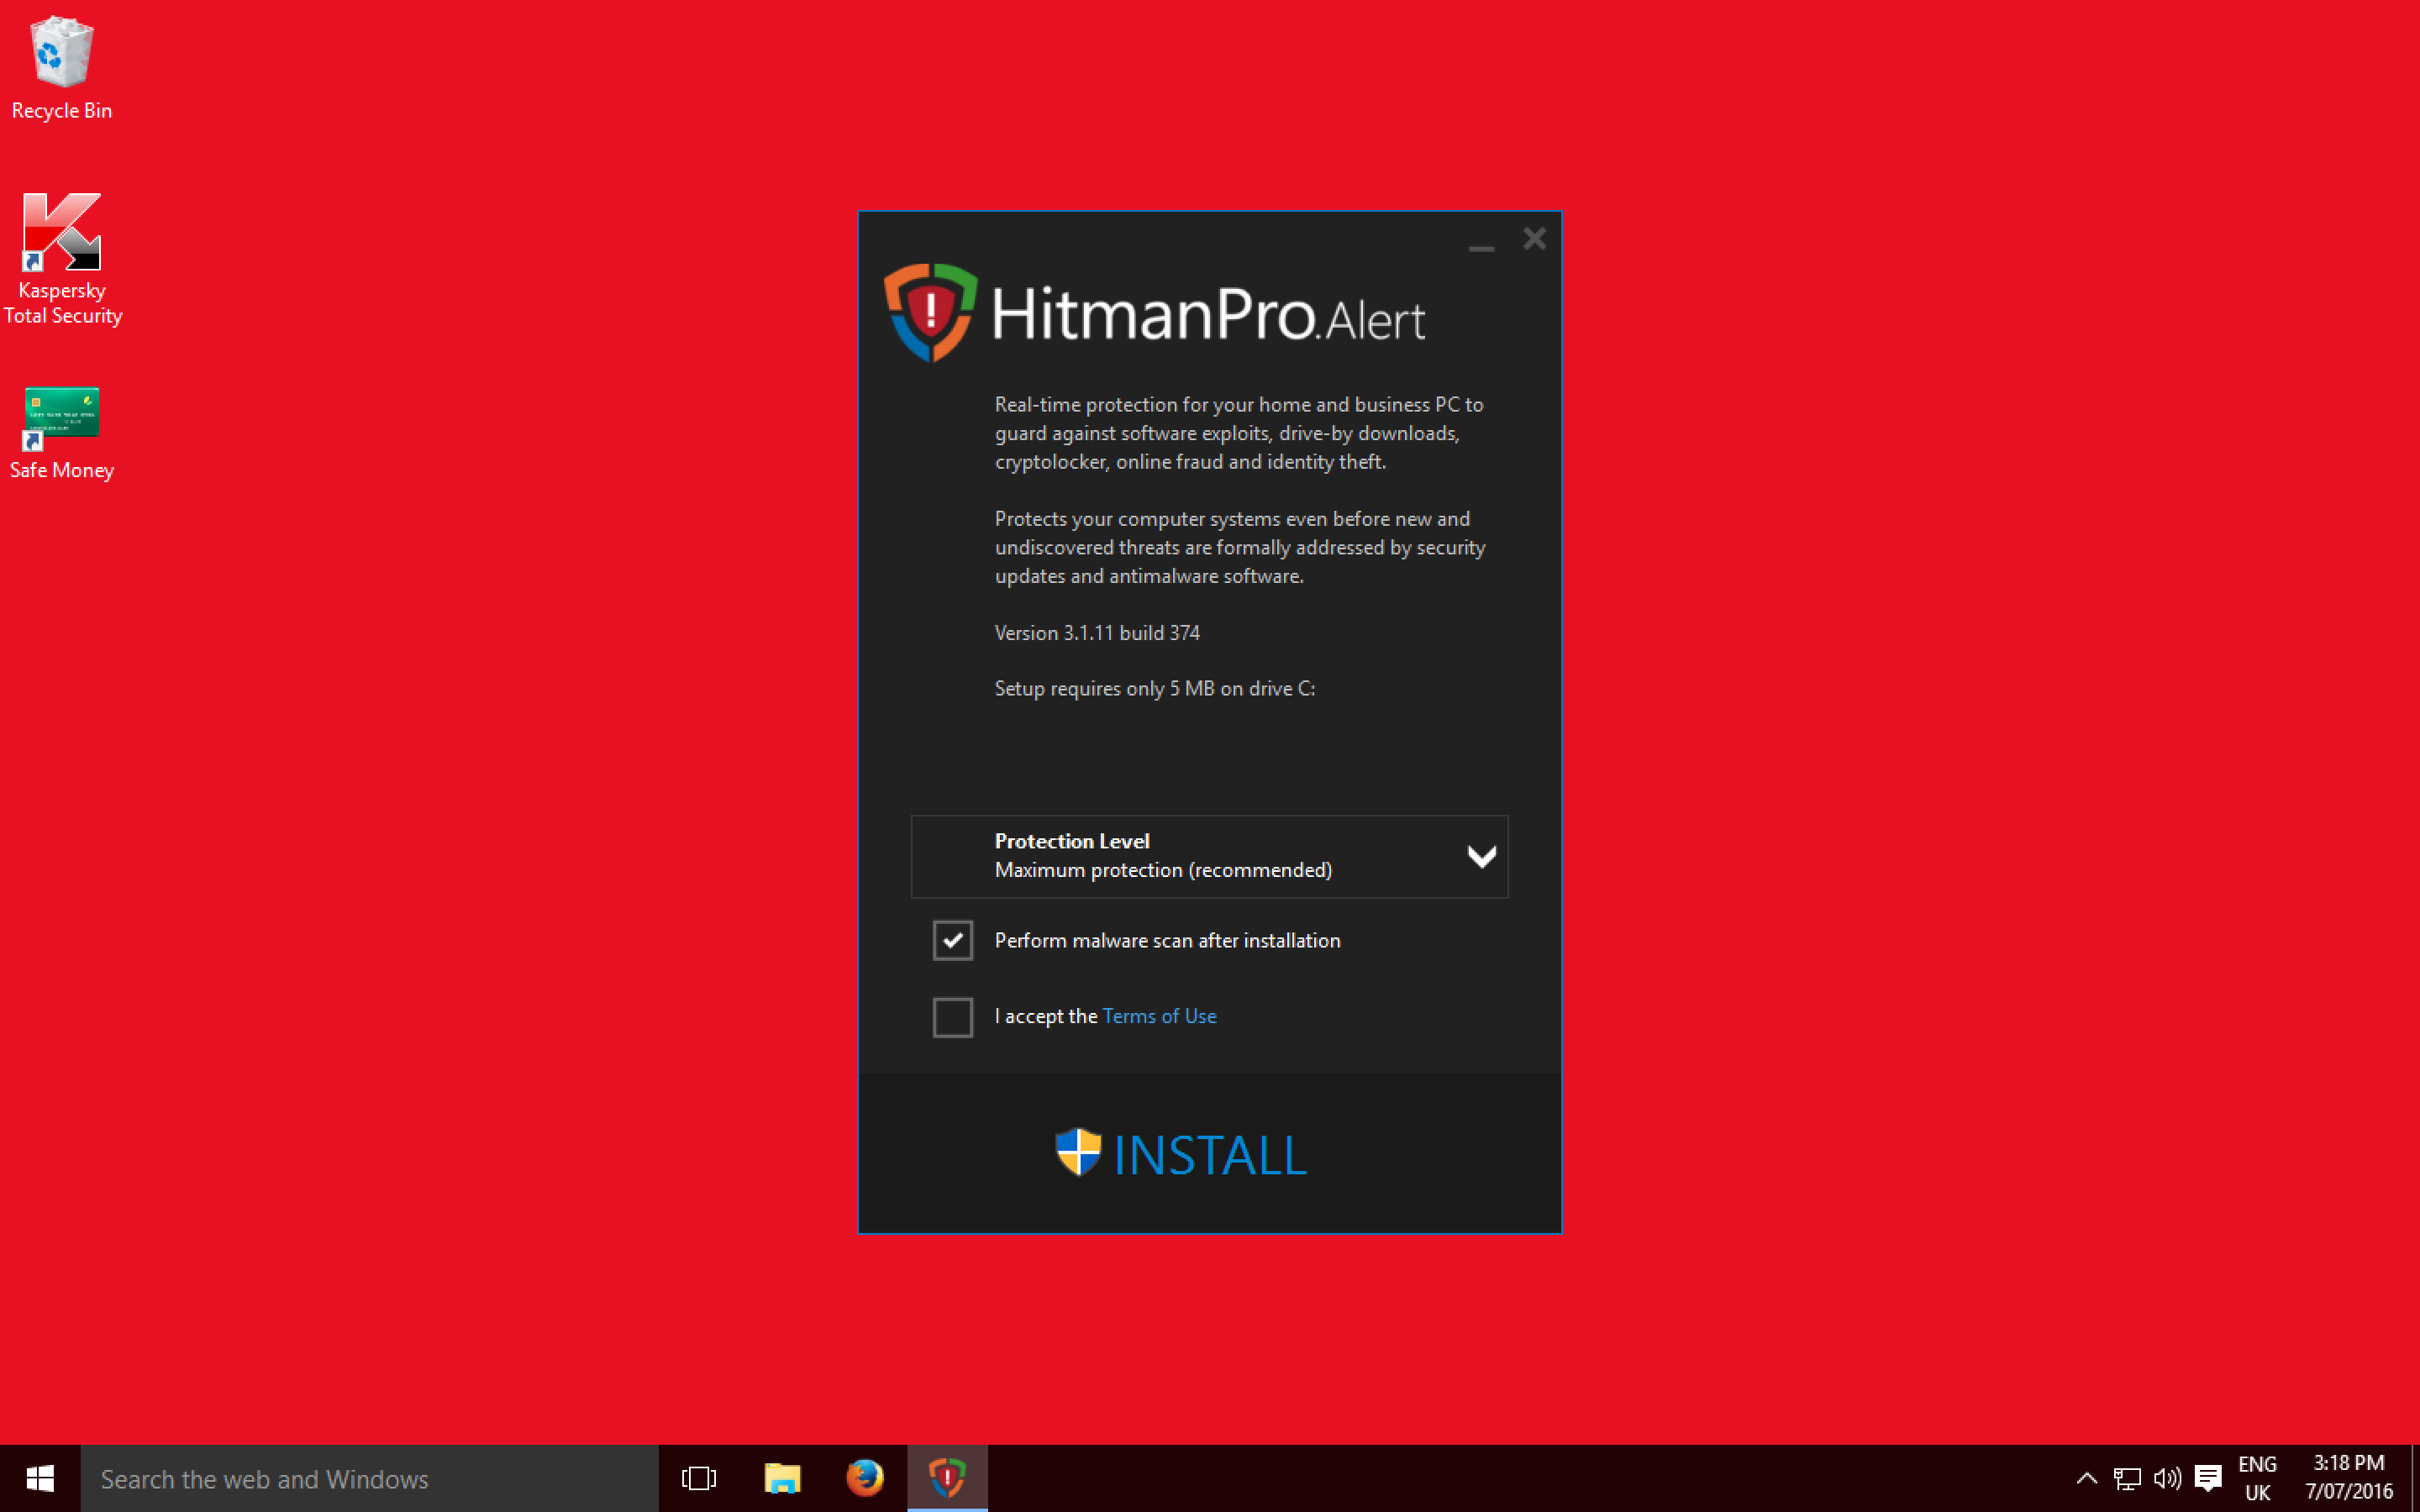 Recycle Bin
Kaspersky
Total Security
Safe Money
HitmanPro.Alert
Real-time protection for your home and business PC to
guard against software exploits, drive-by downloads,
cryptolocker, online fraud and identity theft.
Protects your computer systems even before new and
undiscovered threats are formally addressed by security
updates and antimalware software.
Version 3.1.11 build 374
Setup requires only 5 MB on drive C:
Protection Level
Maximum protection (recommended)
Perform malware scan after installation
I accept the Terms of Use
INSTALL
Search the web and Windows
ENG
UK
3:18 PM
7/07/2016